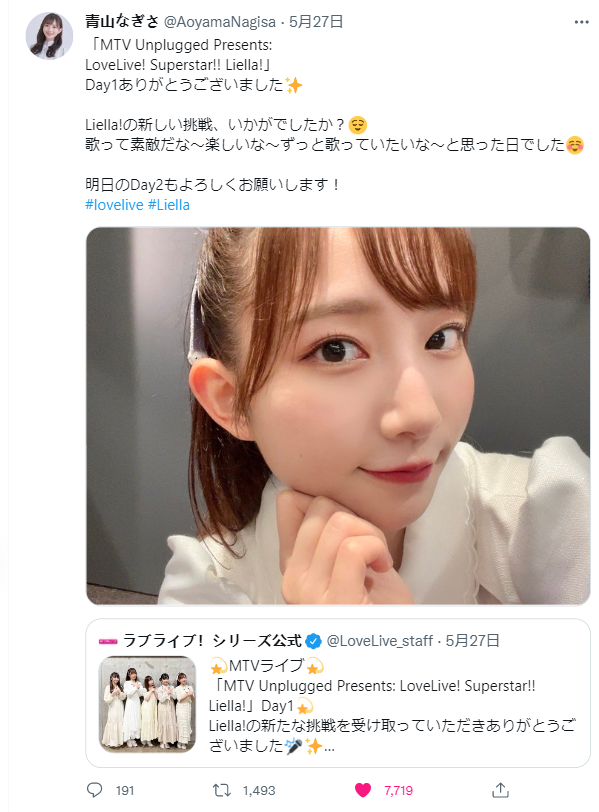 青山なぎさ @AoyamaNagisa · 5月27日
「MTV Unplugged Presents:
LoveLive! Superstar!! Liella!」
Day1ありがとうございました✨
Liella!の新しい挑戦、いかがでしたか？😌
歌って素敵だな〜楽しいな〜ずっと歌っていたいな〜と思った日でした🥰
明日のDay2もよろしくお願いします！
#lovelive #Liella
ラブライブ！シリーズ公式 @LoveLive_staff · 5月27日
💫MTVライブ💫
「MTV Unplugged Presents: LoveLive! Superstar!!
Liella!」Day1💫
Liella!の新たな挑戦を受け取っていただきありがとうご
ざいました🎤✨...
191 1,493 7,719